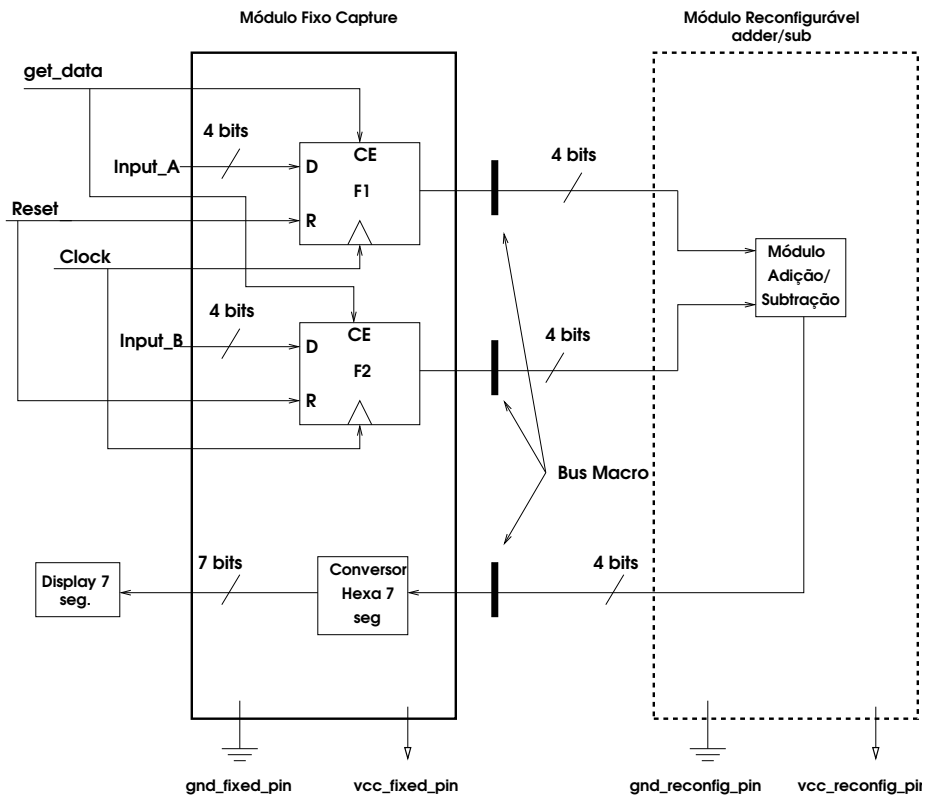 Módulo Fixo Capture
Módulo Reconfigurável
adder/sub
get_data
4 bits
Input_A
CE
D
F1
R
4 bits
Reset
Clock
Módulo
Adição/
Subtração
4 bits
Input_B
CE
D
F2
R
4 bits
Bus Macro
7 bits
Display 7
seg.
Conversor
Hexa 7
seg
4 bits
gnd_fixed_pin
vcc_fixed_pin
gnd_reconfig_pin
vcc_reconfig_pin